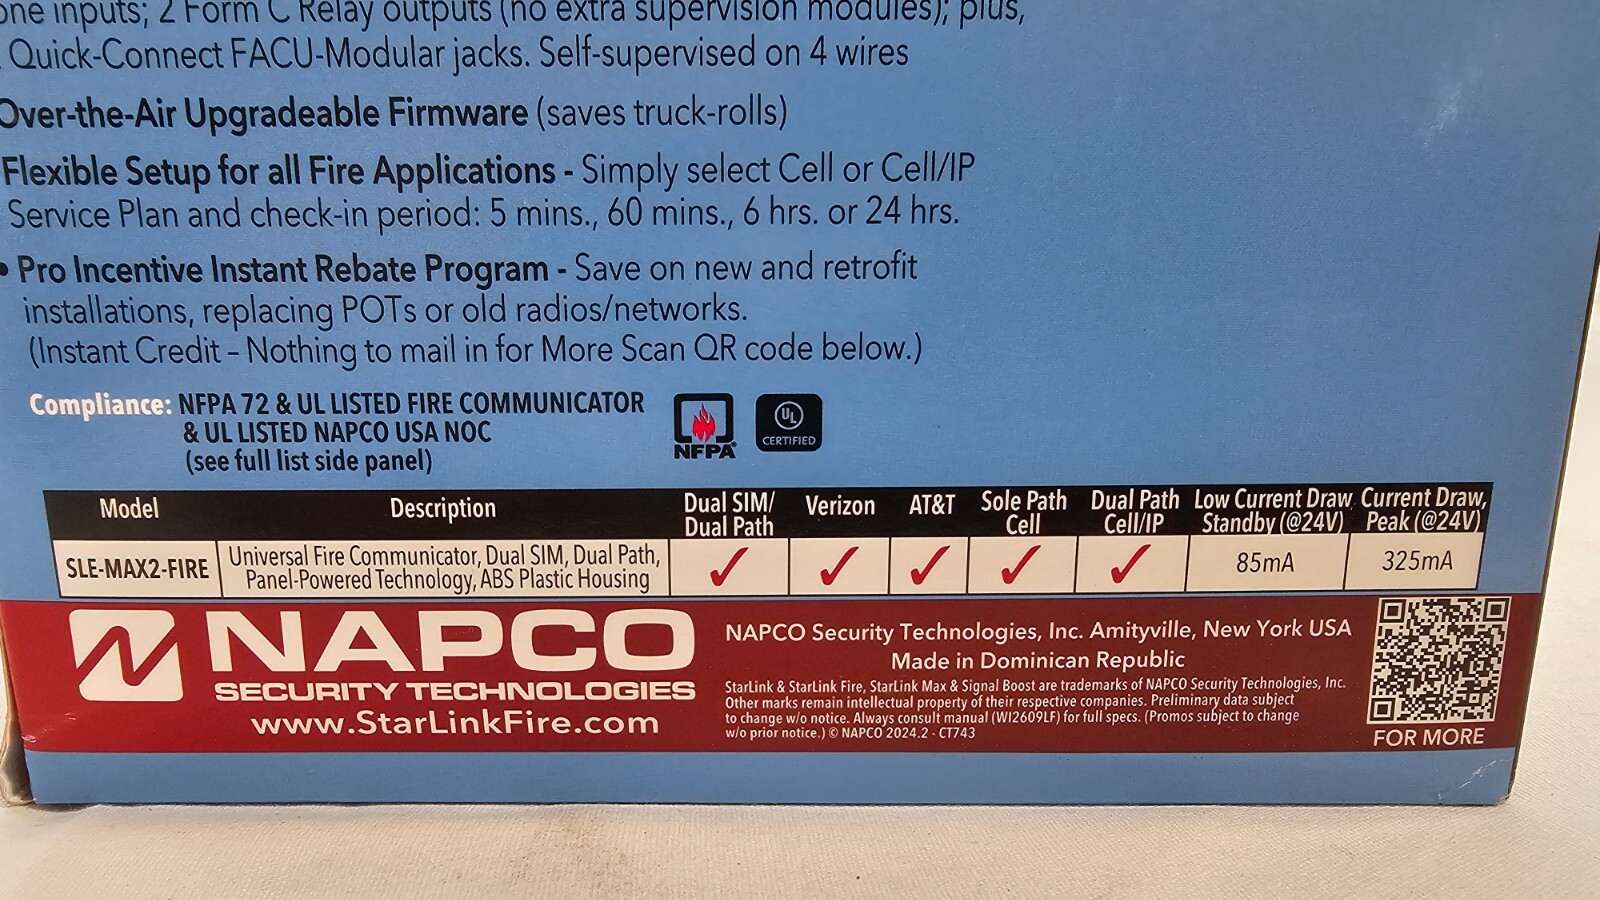 one inputs; 2 Form C Relay outputs (no extra supervision modules); plus,
Quick-Connect FACU-Modular jacks. Self-supervised on 4 wires
Over-the-Air Upgradeable Firmware (saves truck-rolls)
Flexible Setup for all Fire Applications - Simply select Cell or Cell/IP
Service Plan and check-in period: 5 mins., 60 mins., 6 hrs. or 24 hrs.
• Pro Incentive Instant Rebate Program - Save on new and retrofit
installations, replacing POTs or old radios/networks.
(Instant Credit – Nothing to mail in for More Scan QR code below.)
Compliance: NFPA 72 & UL LISTED FIRE COMMUNICATOR
& UL LISTED NAPCO USA NOC
(see full list side panel)
NFPA®
UL
CERTIFIED
Model Description Dual SIM/ Verizon AT&T Sole Path Dual Path Low Current Draw Current Draw,
Dual Path Cell Cell/IP Standby (@24V) Peak (@24V)
SLE-MAX2-FIRE Universal Fire Communicator, Dual SIM, Dual Path, ✓ ✓ ✓ ✓ ✓ 85mA 325mA
Panel-Powered Technology, ABS Plastic Housing
NAPCO
SECURITY TECHNOLOGIES
www.StarLinkFire.com
NAPCO Security Technologies, Inc. Amityville, New York USA
Made in Dominican Republic
StarLink & StarLink Fire, StarLink Max & Signal Boost are trademarks of NAPCO Security Technologies, Inc.
Other marks remain intellectual property of their respective companies. Preliminary data subject
to change w/o notice. Always consult manual (WI2609LF) for full specs. (Promos subject to change
w/o prior notice.) © NAPCO 2024.2 - CT743
FOR MORE